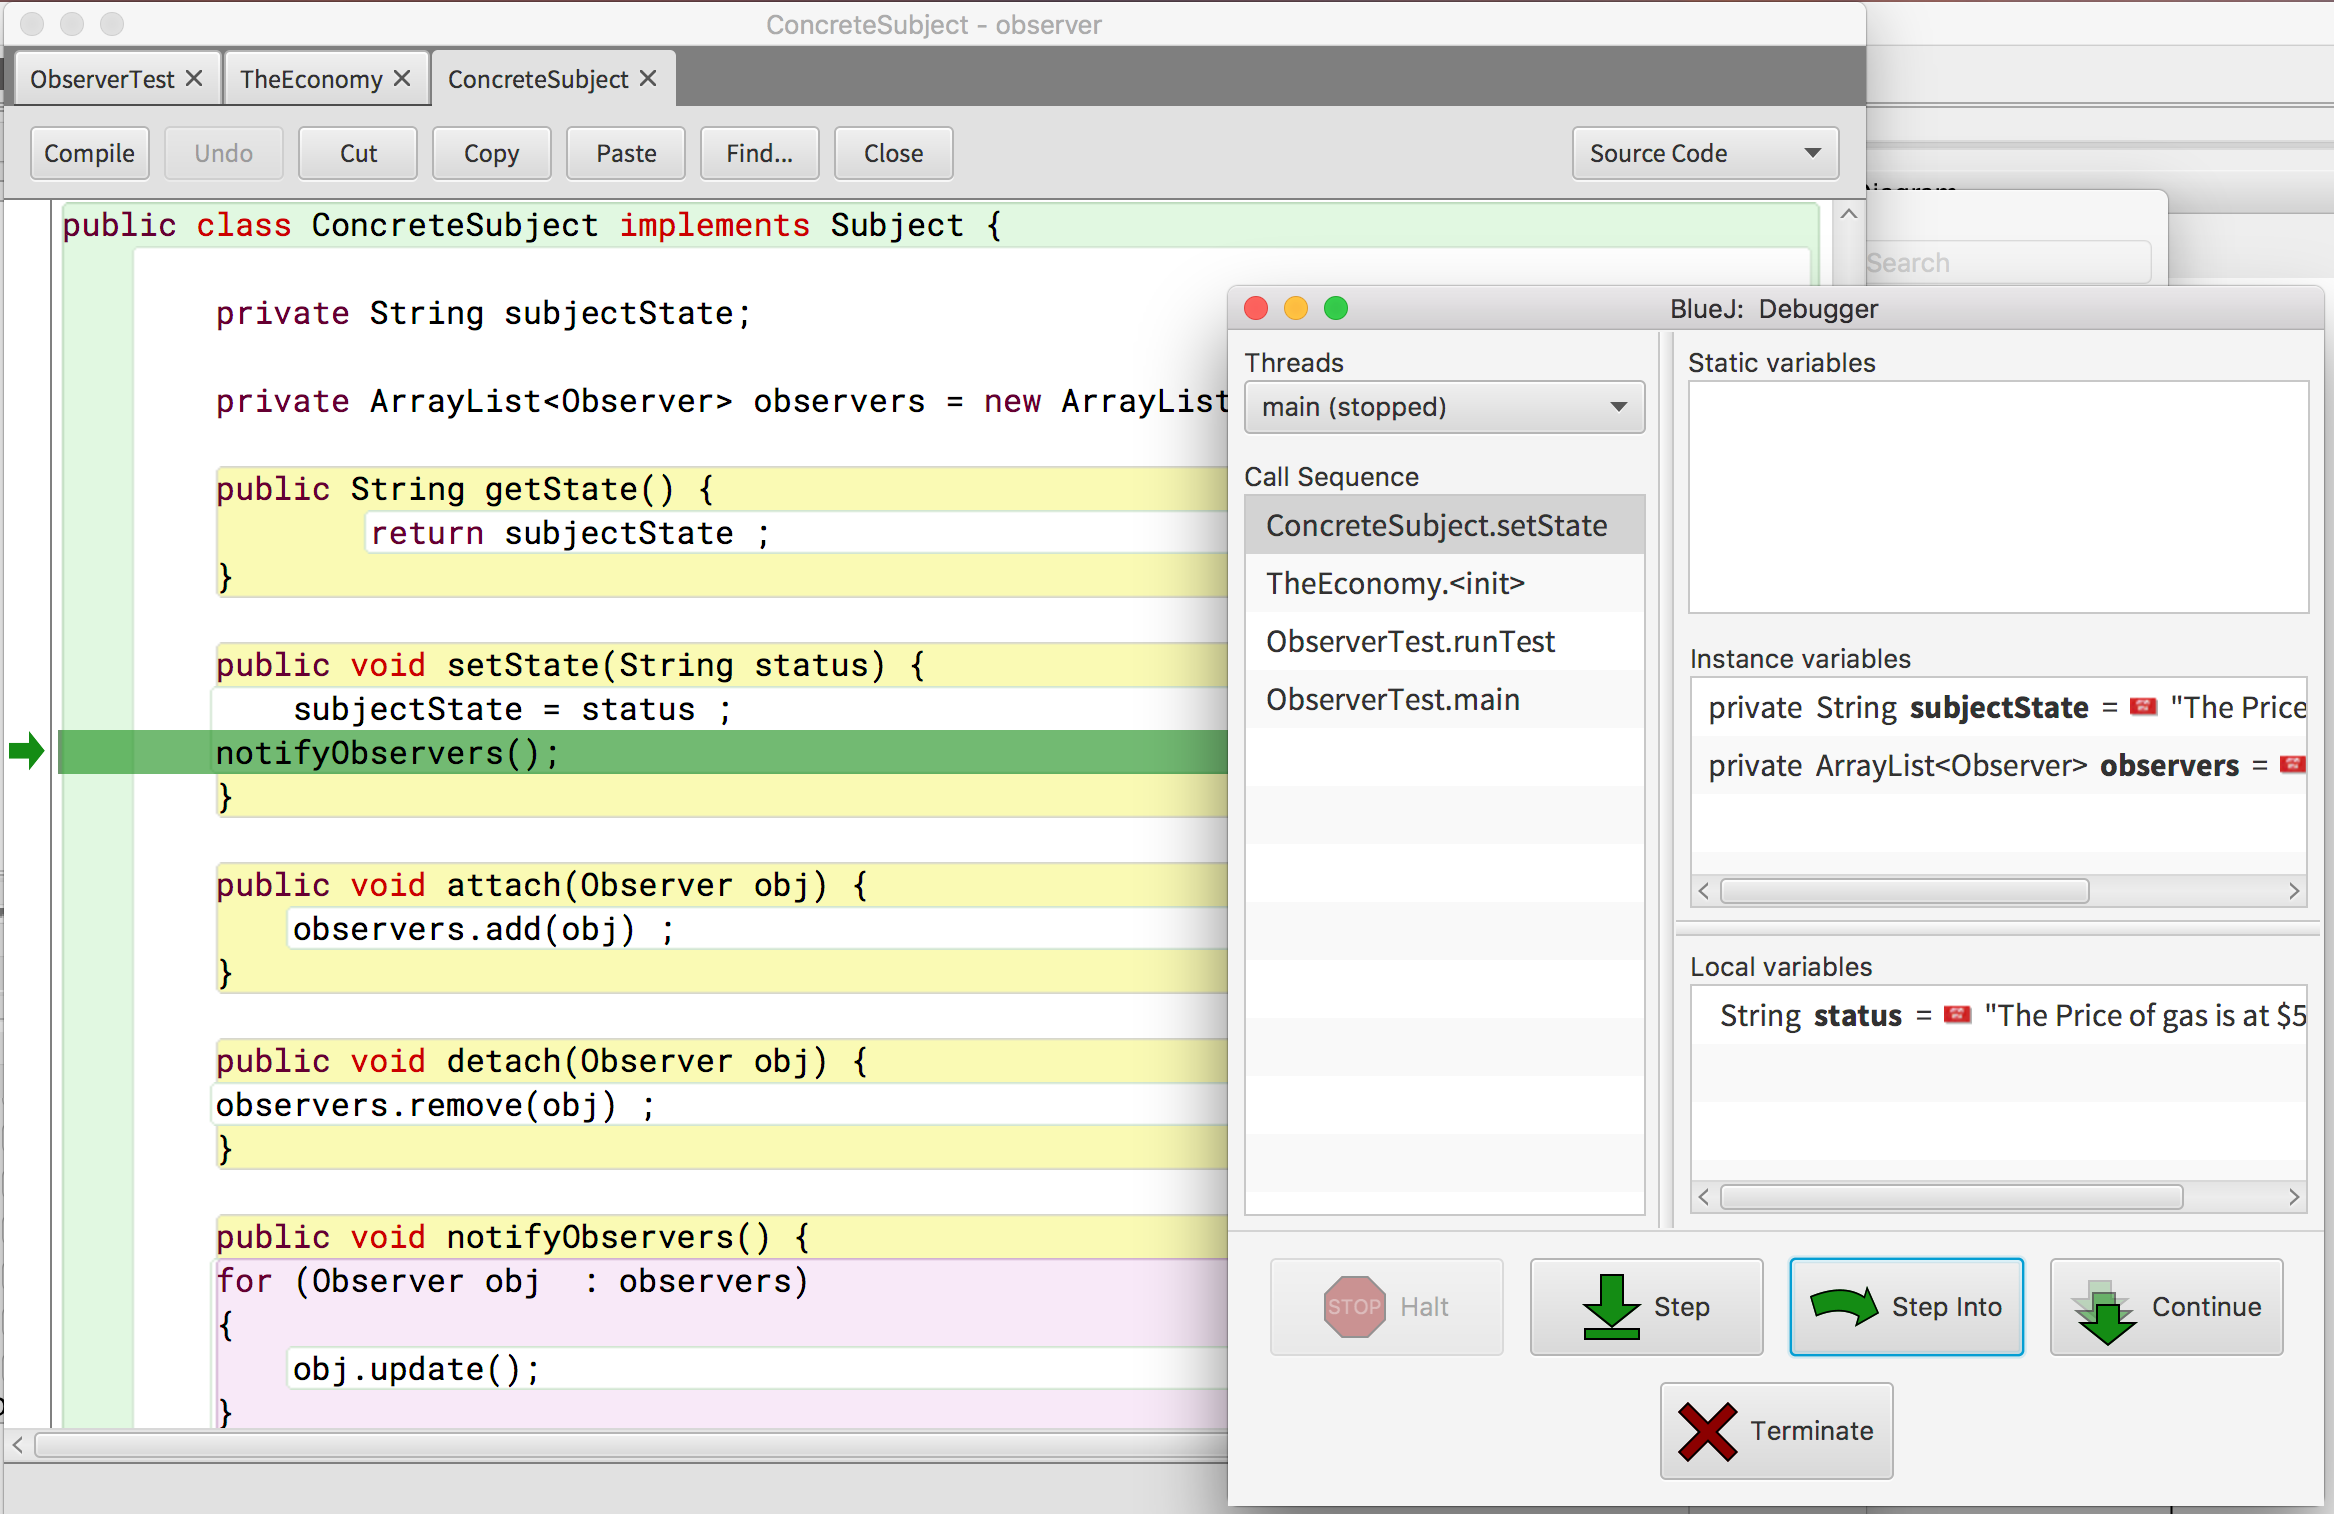 ConcreteSubject - observer
ObserverTest TheEconomy ConcreteSubject
Compile Undo Cut Copy Paste Find... Close Source Code
public class ConcreteSubject implements Subject {
private String subjectState;
private ArrayList<Observer> observers = new ArrayList
public String getState() {
return subjectState ;
}
public void setState(String status) {
subjectState = status ;
notifyObservers();
}
public void attach(Observer obj) {
observers.add(obj) ;
}
public void detach(Observer obj) {
observers.remove(obj) ;
}
public void notifyObservers() {
for (Observer obj  : observers)
{
obj.update();
}
Search
BlueJ: Debugger
Threads
main (stopped)
Call Sequence
ConcreteSubject.setState
TheEconomy.<init>
ObserverTest.runTest
ObserverTest.main
Static variables
Instance variables
private String subjectState = "The Price
private ArrayList<Observer> observers =
Local variables
String status = "The Price of gas is at $5
STOP Halt Step Step Into Continue
Terminate